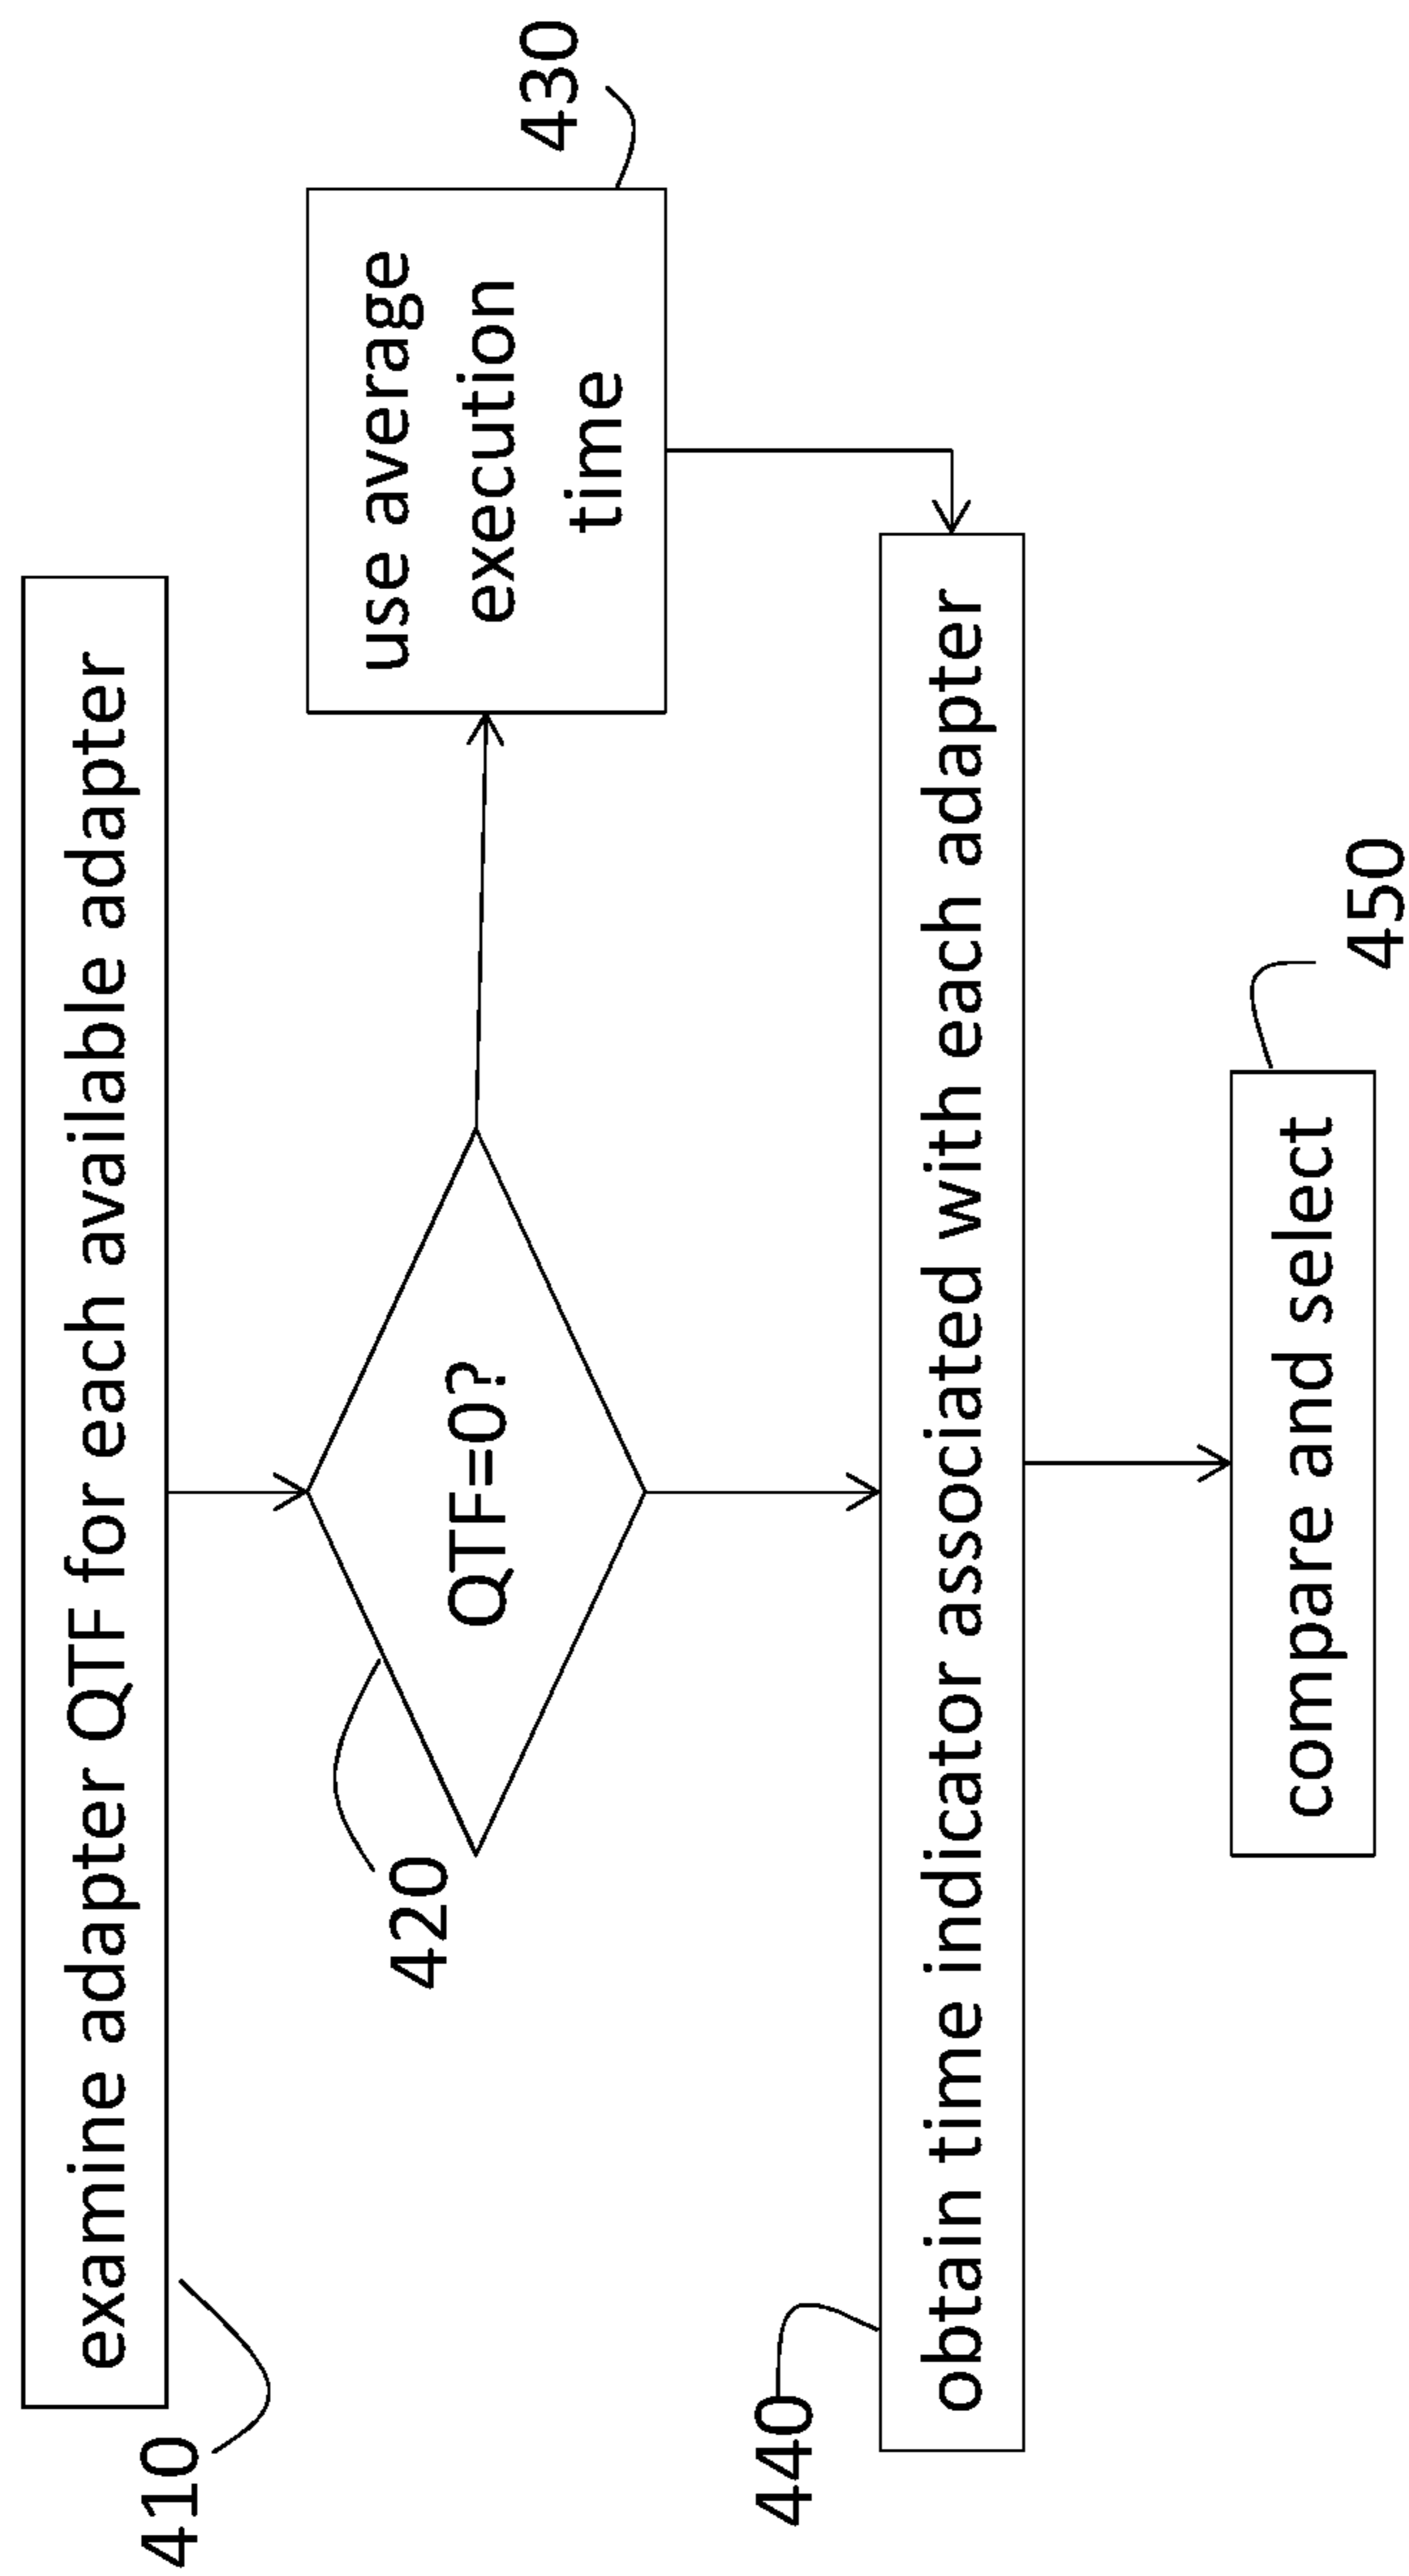 410
examine adapter QTF for each available adapter
420
QTF=0?
use average
execution
time
430
440
obtain time indicator associated with each adapter
compare and select
450